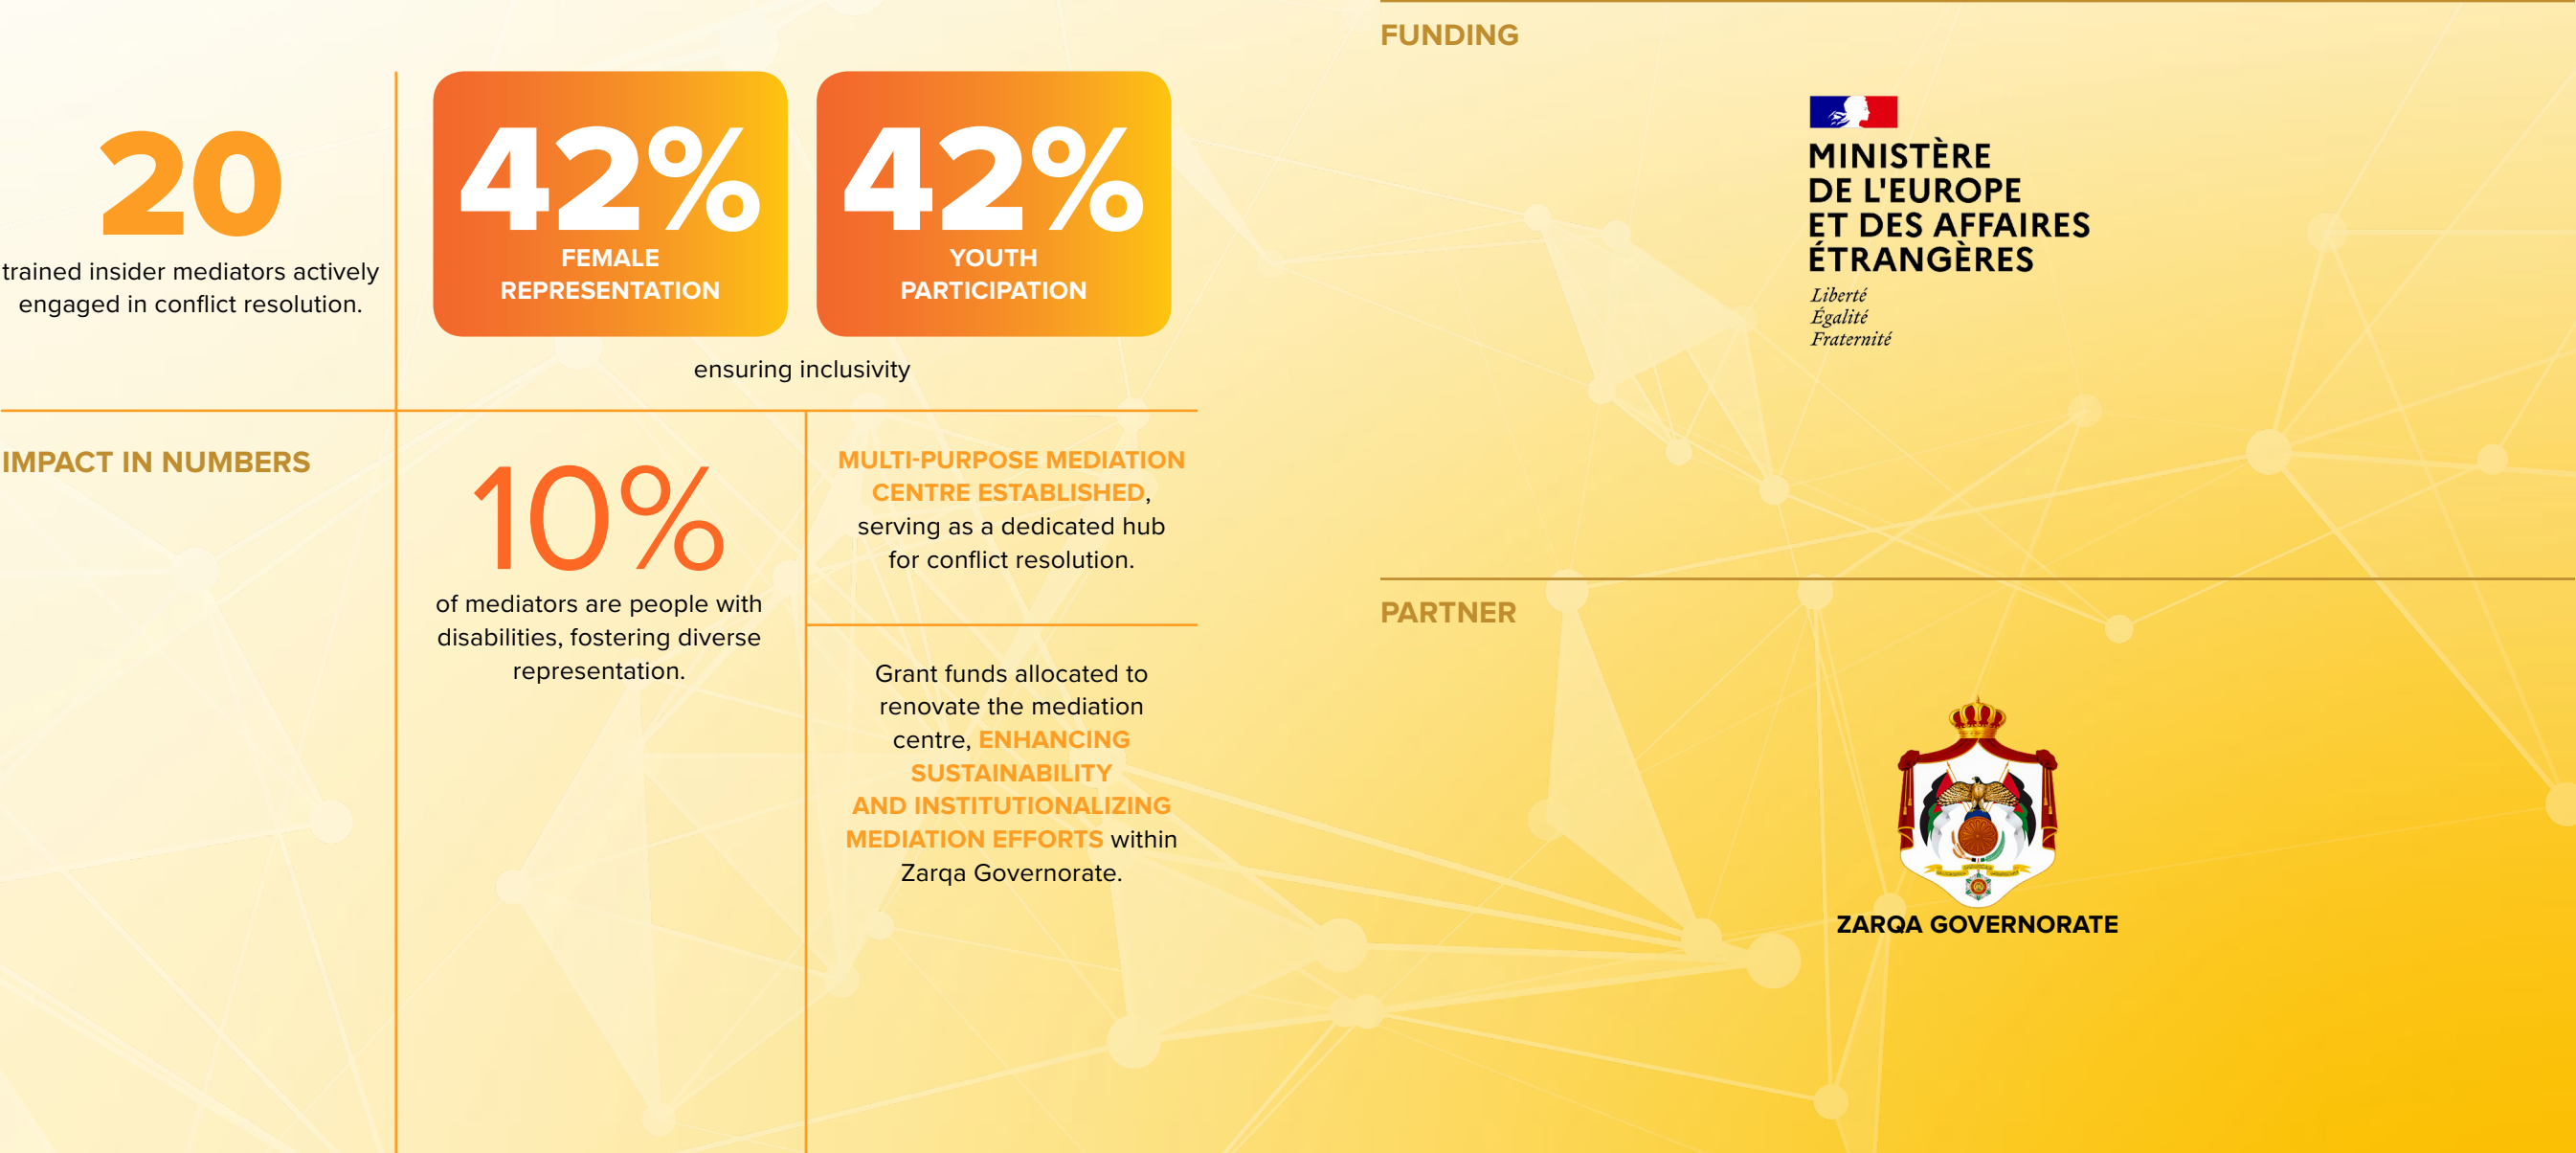 20
trained insider mediators actively
engaged in conflict resolution.
42%
FEMALE
REPRESENTATION
42%
YOUTH
PARTICIPATION
ensuring inclusivity
IMPACT IN NUMBERS
10%
of mediators are people with
disabilities, fostering diverse
representation.
MULTI-PURPOSE MEDIATION
CENTRE ESTABLISHED,
serving as a dedicated hub
for conflict resolution.
Grant funds allocated to
renovate the mediation
centre, ENHANCING
SUSTAINABILITY
AND INSTITUTIONALIZING
MEDIATION EFFORTS within
Zarqa Governorate.
FUNDING
MINISTÈRE
DE L'EUROPE
ET DES AFFAIRES
ÉTRANGÈRES
Liberté
Égalité
Fraternité
PARTNER
ZARQA GOVERNORATE